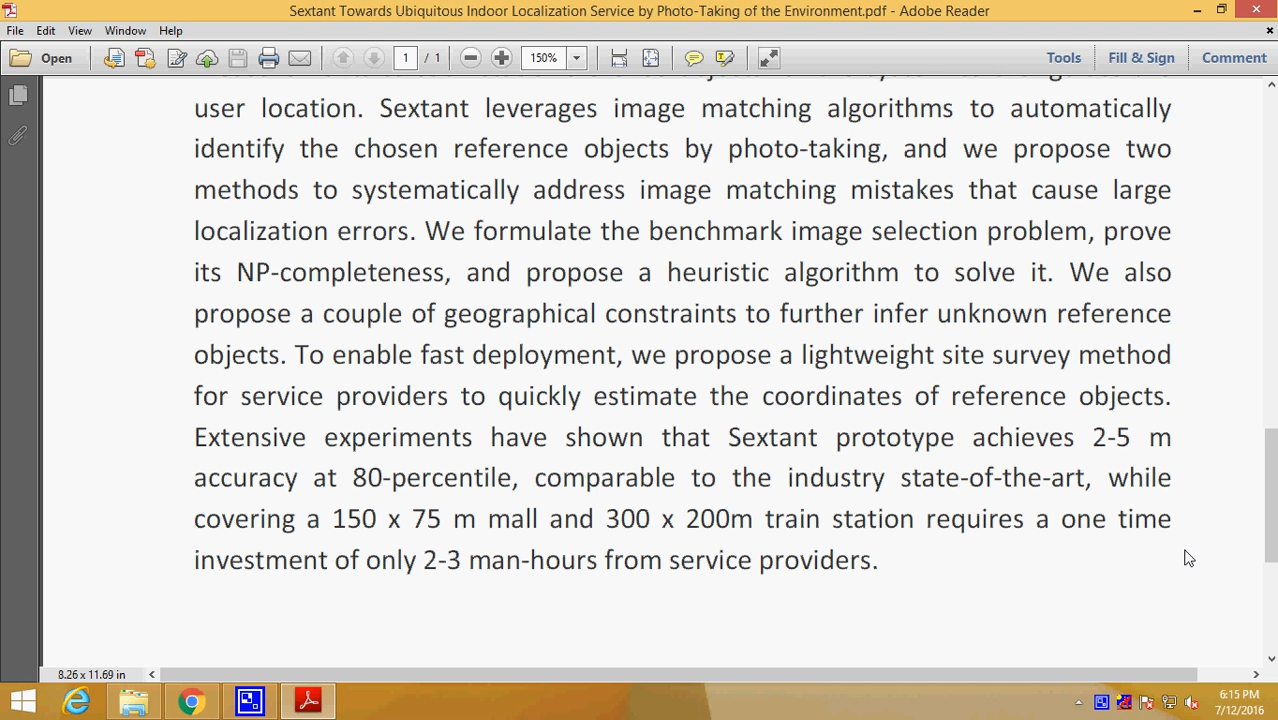 Sextant Towards Ubiquitous Indoor Localization Service by Photo-Taking of the Environment.pdf - Adobe Reader
File Edit View Window Help
Open 1 / 1 150% Tools Fill & Sign Comment
user location. Sextant leverages image matching algorithms to automatically
identify the chosen reference objects by photo-taking, and we propose two
methods to systematically address image matching mistakes that cause large
localization errors. We formulate the benchmark image selection problem, prove
its NP-completeness, and propose a heuristic algorithm to solve it. We also
propose a couple of geographical constraints to further infer unknown reference
objects. To enable fast deployment, we propose a lightweight site survey method
for service providers to quickly estimate the coordinates of reference objects.
Extensive experiments have shown that Sextant prototype achieves 2-5 m
accuracy at 80-percentile, comparable to the industry state-of-the-art, while
covering a 150 x 75 m mall and 300 x 200m train station requires a one time
investment of only 2-3 man-hours from service providers.
8.26 x 11.69 in
6:15 PM
7/12/2016